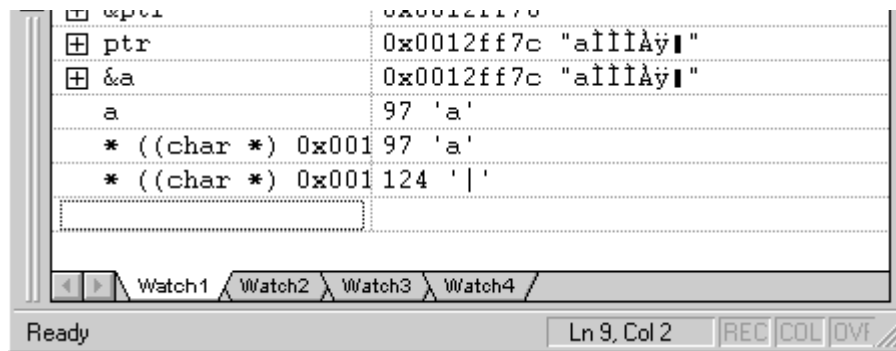 ptr 0x0012ff7c "aÌÌÌÀÿ▮"
&a 0x0012ff7c "aÌÌÌÀÿ▮"
a 97 'a'
* ((char *) 0x001 97 'a'
* ((char *) 0x001 124 '|'
Watch1 Watch2 Watch3 Watch4
Ready Ln 9, Col 2 REC COL OVR